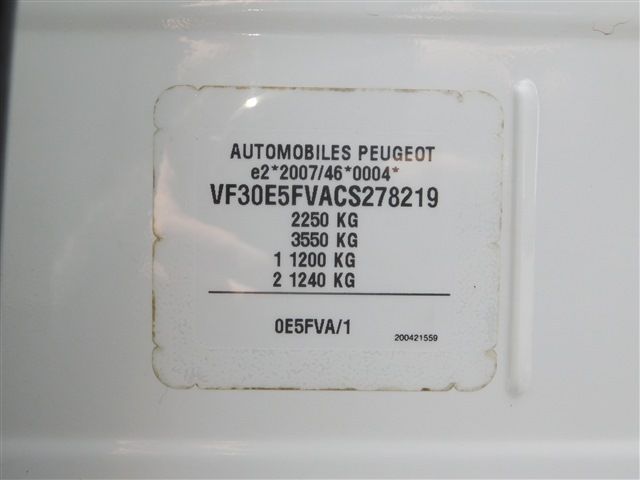 AUTOMOBILES PEUGEOT
e2*2007/46*0004*
VF30E5FVACS278219
2250 KG
3550 KG
1 1200 KG
2 1240 KG
0E5FVA/1
200421559